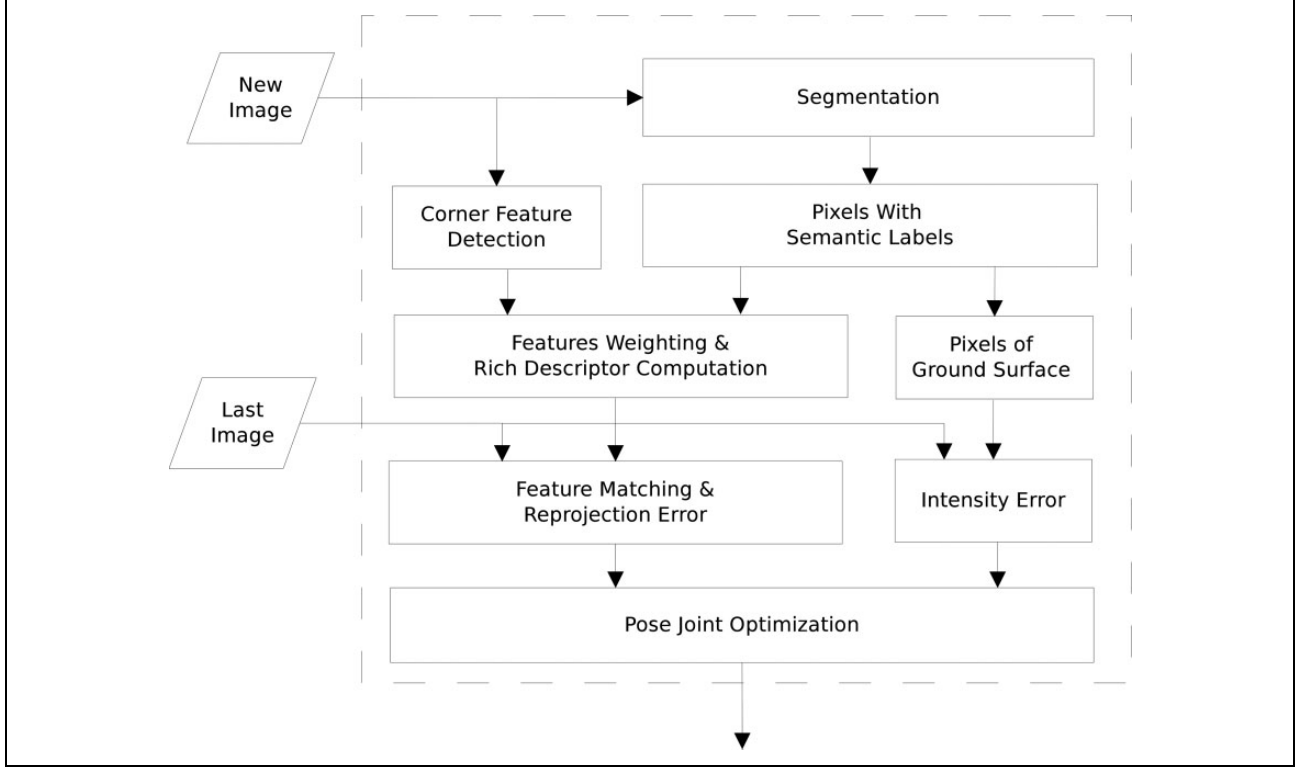 New
Image
Segmentation
Corner Feature
Detection
Pixels With
Semantic Labels
Features Weighting &
Rich Descriptor Computation
Pixels of
Ground Surface
Last
Image
Feature Matching &
Reprojection Error
Intensity Error
Pose Joint Optimization